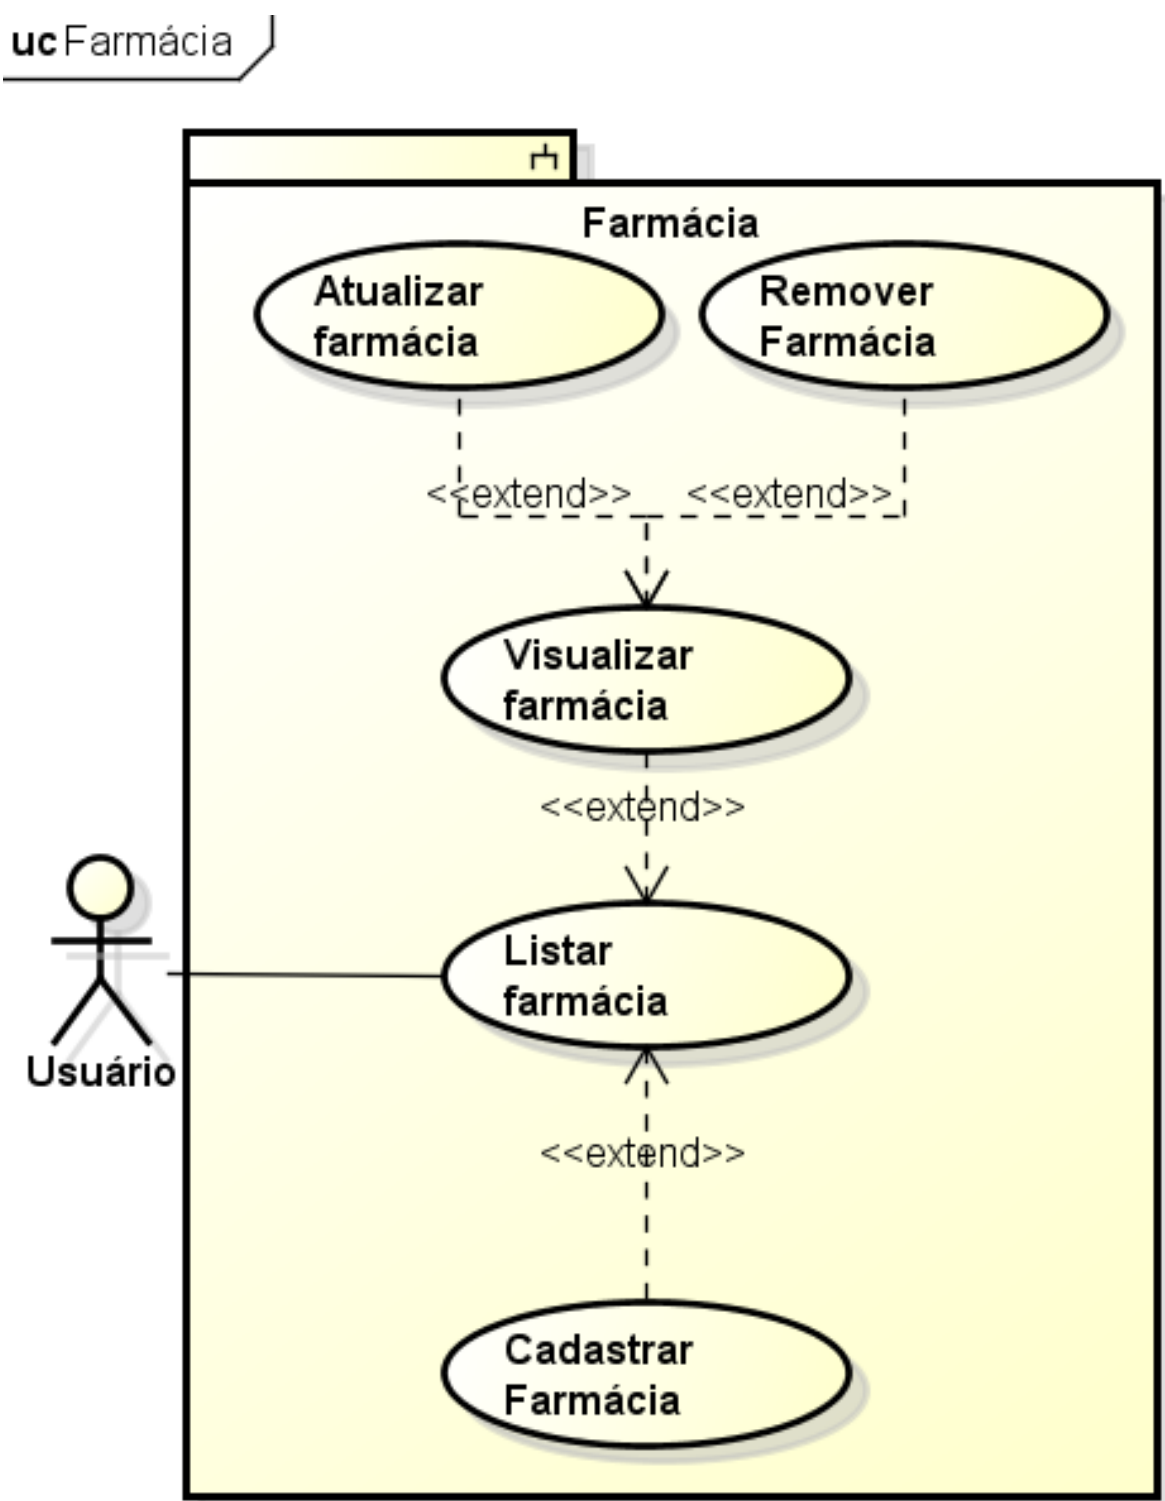 uc Farmácia
Farmácia
Atualizar
farmácia
Remover
Farmácia
<<extend>>
<<extend>>
Visualizar
farmácia
<<extend>>
Listar
farmácia
Usuário
<<extend>>
Cadastrar
Farmácia